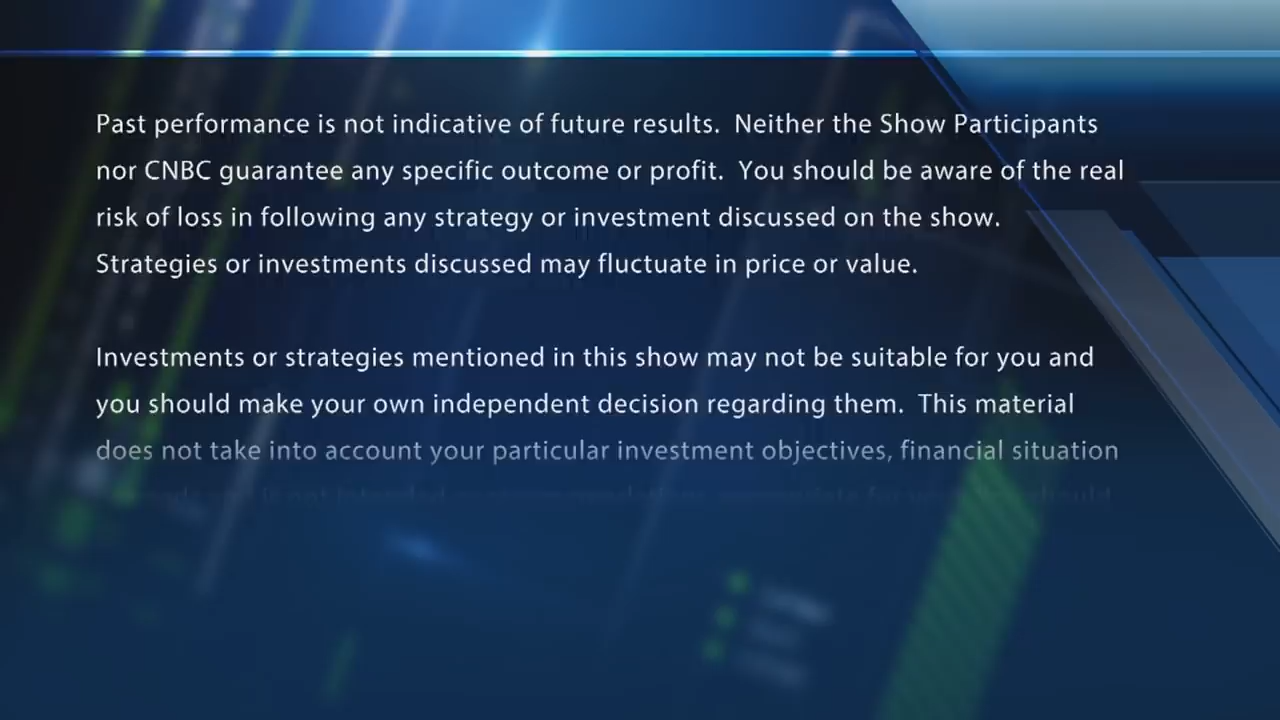 Past performance is not indicative of future results.  Neither the Show Participants
nor CNBC guarantee any specific outcome or profit.  You should be aware of the real
risk of loss in following any strategy or investment discussed on the show.
Strategies or investments discussed may fluctuate in price or value.
Investments or strategies mentioned in this show may not be suitable for you and
you should make your own independent decision regarding them.  This material
does not take into account your particular investment objectives, financial situation